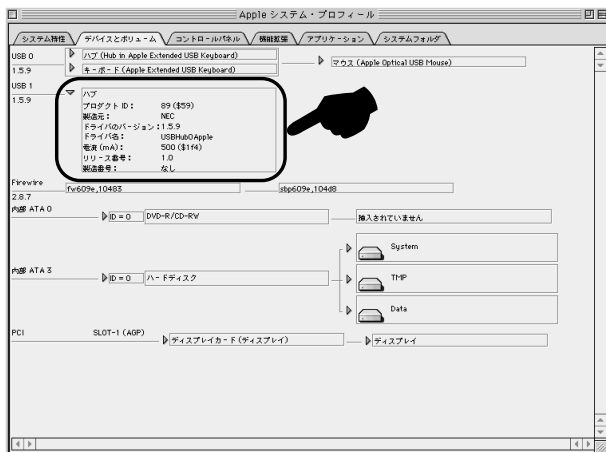 Apple システム・プロフィール
システム特性
デバイスとボリューム
コントロールパネル
機能拡張
アプリケーション
システムフォルダ
USB 0
1.5.9
ハブ (Hub in Apple Extended USB Keyboard)
キーボード (Apple Extended USB Keyboard)
マウス (Apple Optical USB Mouse)
USB 1
1.5.9
ハブ
プロダクト ID： 89 ($59)
製造元： NEC
ドライバのバージョン：1.5.9
ドライバ名： USBHub0Apple
電流 (mA)： 500 ($1f4)
リリース番号： 1.0
製造番号： なし
Firewire
2.8.7
fw609e,10483
sbp609e,104d8
内部 ATA 0
ID = 0
DVD-R/CD-RW
挿入されていません
内部 ATA 3
ID = 0
ハードディスク
System
TMP
Data
PCI
SLOT-1 (AGP)
ディスプレイカード (ディスプレイ)
ディスプレイ